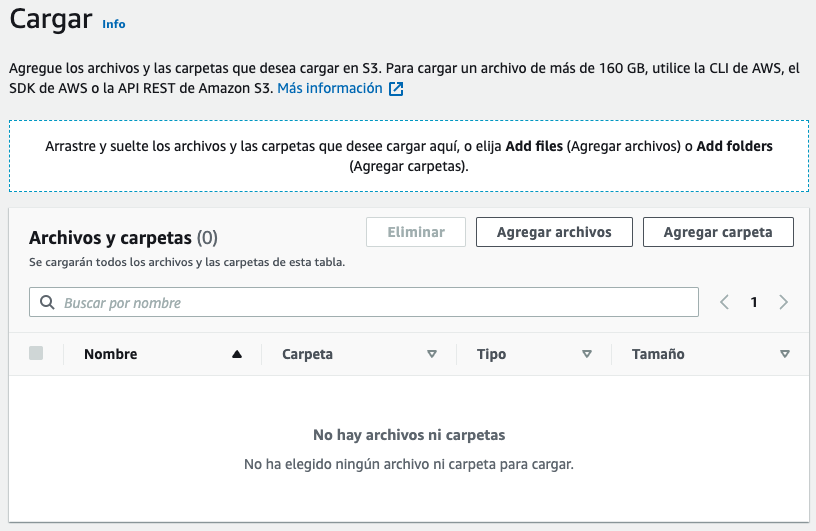 Cargar Info
Agregue los archivos y las carpetas que desea cargar en S3. Para cargar un archivo de más de 160 GB, utilice la CLI de AWS, el
SDK de AWS o la API REST de Amazon S3. Más información
Arrastre y suelte los archivos y las carpetas que desee cargar aquí, o elija Add files (Agregar archivos) o Add folders
(Agregar carpetas).
Archivos y carpetas (0)
Eliminar
Agregar archivos
Agregar carpeta
Se cargarán todos los archivos y las carpetas de esta tabla.
Buscar por nombre
1
Nombre Carpeta Tipo Tamaño
No hay archivos ni carpetas
No ha elegido ningún archivo ni carpeta para cargar.